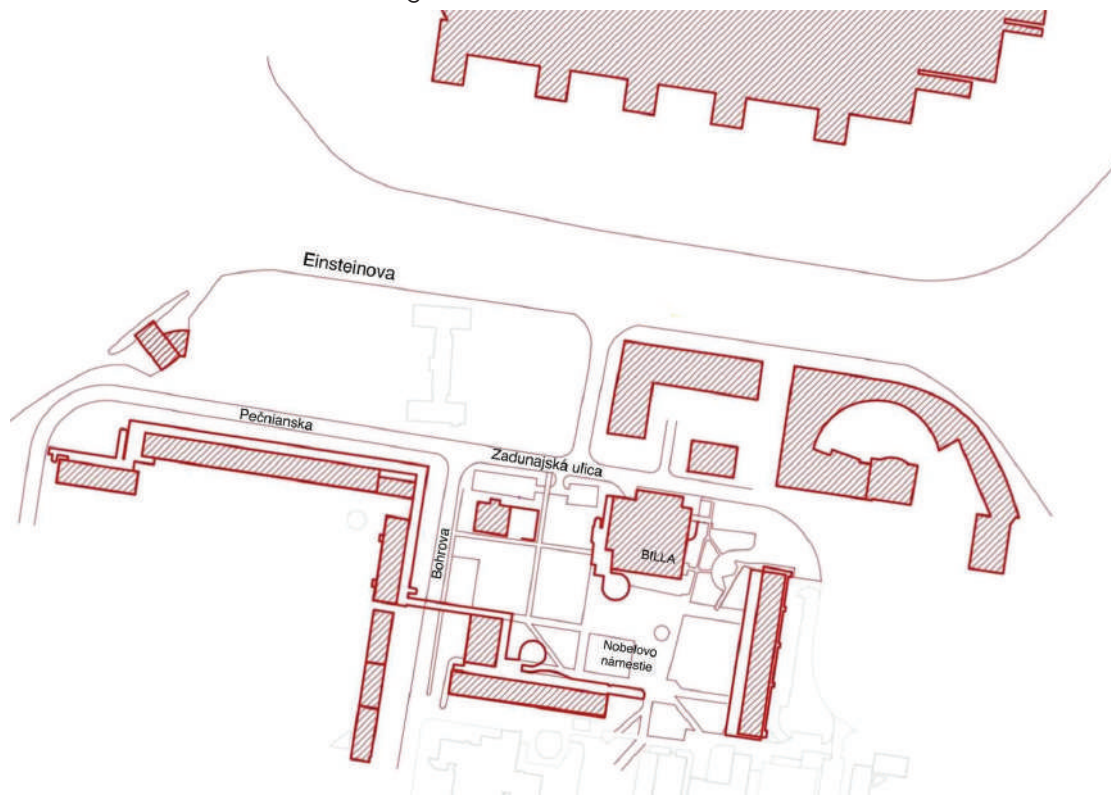 Einsteinova
Pečnianska
Zadunajská ulica
Bohrova
BILLA
Nobelovo
námestie